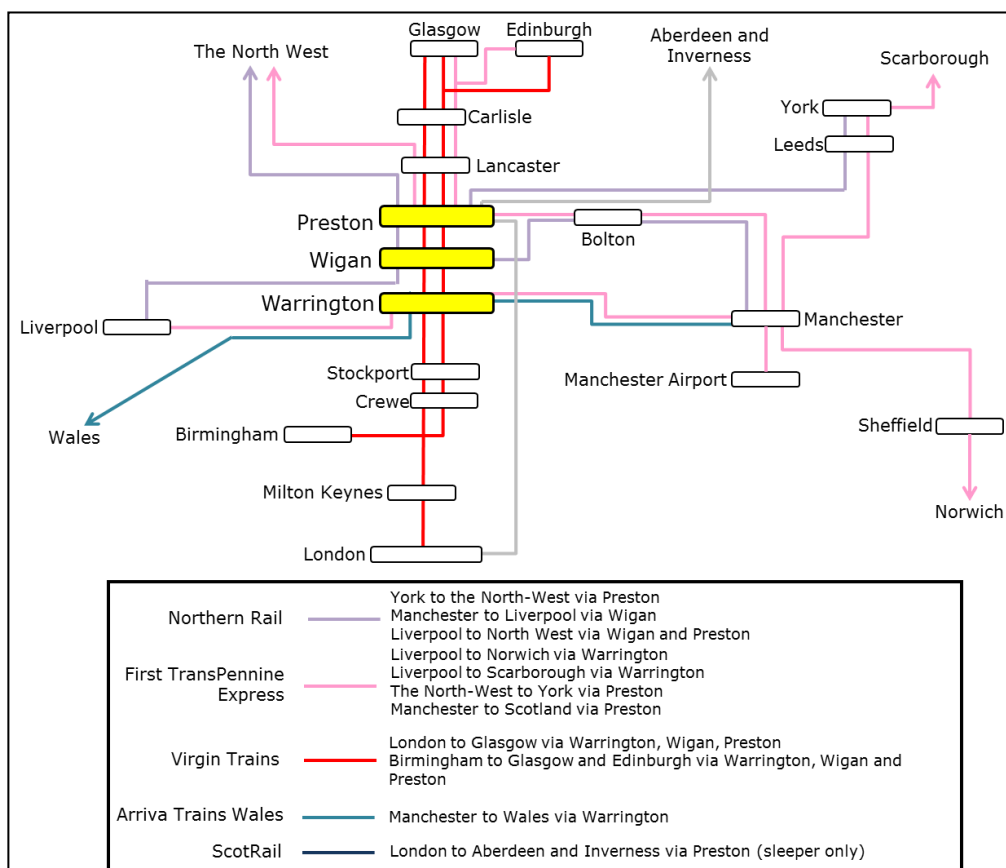 Glasgow
Edinburgh
The North West
Aberdeen and
Inverness
Scarborough
York
Carlisle
Leeds
Lancaster
Preston
Bolton
Wigan
Warrington
Liverpool
Manchester
Stockport
Manchester Airport
Crewe
Wales
Birmingham
Sheffield
Milton Keynes
Norwich
London
Northern Rail
York to the North-West via Preston
Manchester to Liverpool via Wigan
Liverpool to North West via Wigan and Preston
First TransPennine
Express
Liverpool to Norwich via Warrington
Liverpool to Scarborough via Warrington
The North-West to York via Preston
Manchester to Scotland via Preston
Virgin Trains
London to Glasgow via Warrington, Wigan, Preston
Birmingham to Glasgow and Edinburgh via Warrington, Wigan and
Preston
Arriva Trains Wales
Manchester to Wales via Warrington
ScotRail
London to Aberdeen and Inverness via Preston (sleeper only)